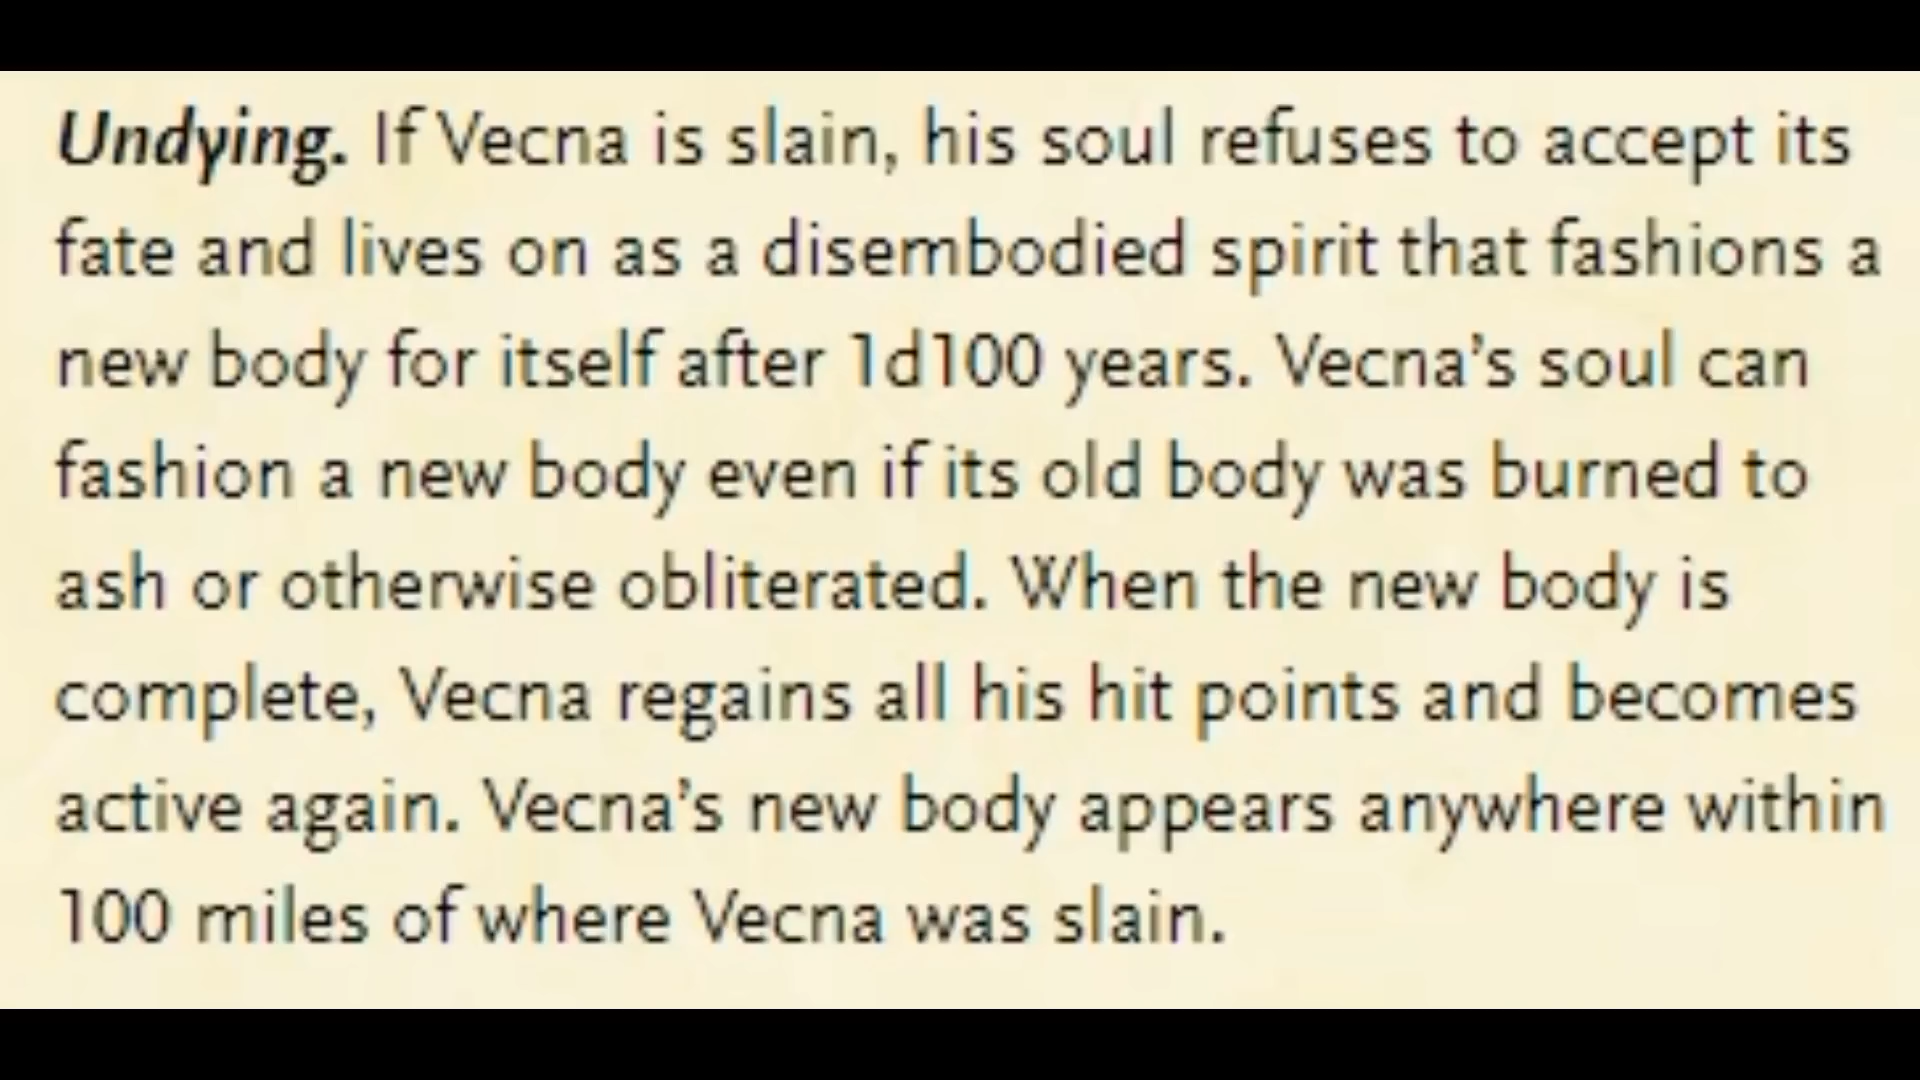 Undying. If Vecna is slain, his soul refuses to accept its
fate and lives on as a disembodied spirit that fashions a
new body for itself after 1d100 years. Vecna’s soul can
fashion a new body even if its old body was burned to
ash or otherwise obliterated. When the new body is
complete, Vecna regains all his hit points and becomes
active again. Vecna’s new body appears anywhere within
100 miles of where Vecna was slain.